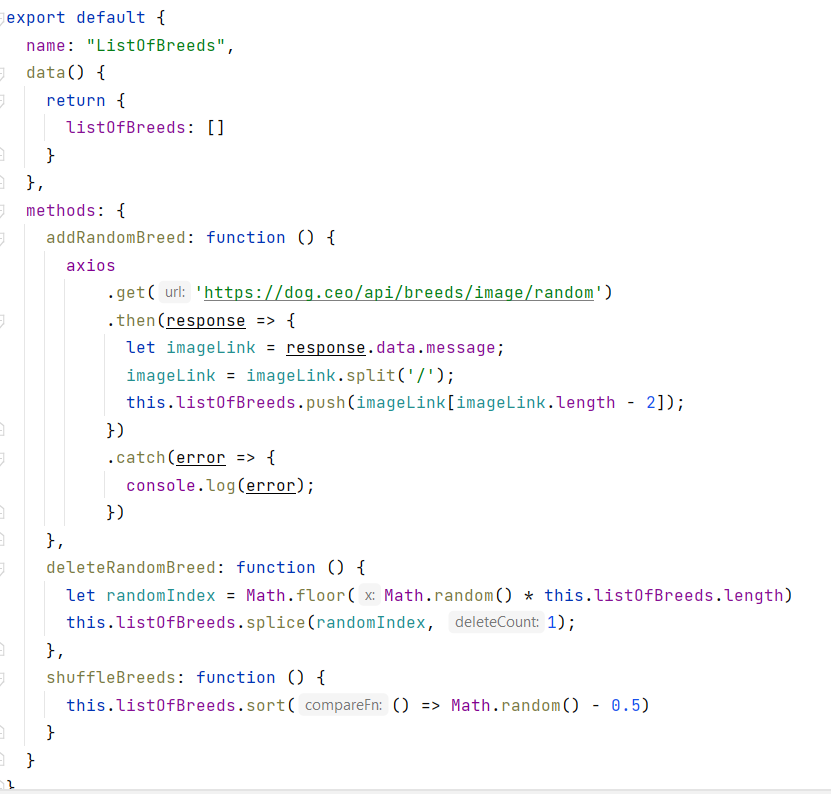 export default {
  name: "ListOfBreeds",
  data() {
    return {
      listOfBreeds: []
    }
  },
  methods: {
    addRandomBreed: function () {
      axios
          .get( url: 'https://dog.ceo/api/breeds/image/random')
          .then(response => {
            let imageLink = response.data.message;
            imageLink = imageLink.split('/');
            this.listOfBreeds.push(imageLink[imageLink.length - 2]);
          })
          .catch(error => {
            console.log(error);
          })
    },
    deleteRandomBreed: function () {
      let randomIndex = Math.floor( x: Math.random() * this.listOfBreeds.length)
      this.listOfBreeds.splice(randomIndex, deleteCount: 1);
    },
    shuffleBreeds: function () {
      this.listOfBreeds.sort( compareFn: () => Math.random() - 0.5)
    }
  }
}